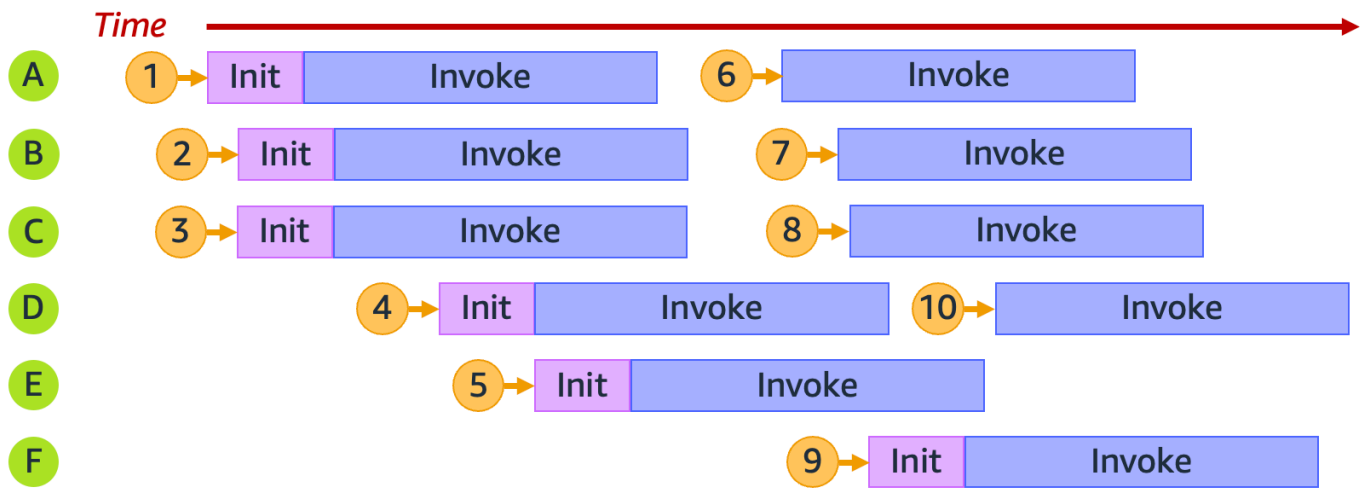 Time
A 1 Init Invoke 6 Invoke
B 2 Init Invoke 7 Invoke
C 3 Init Invoke 8 Invoke
D 4 Init Invoke 10 Invoke
E 5 Init Invoke
F 9 Init Invoke